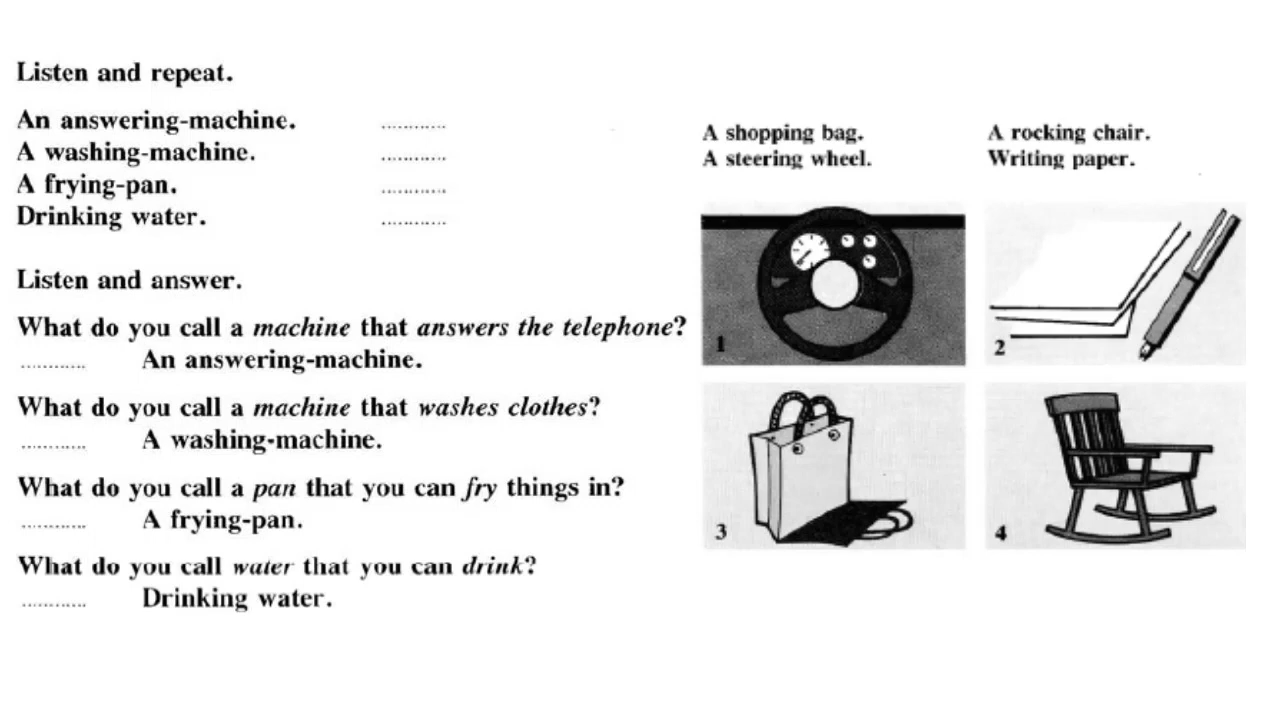 Listen and repeat.
An answering-machine. ............
A washing-machine. ............
A frying-pan. ............
Drinking water. ............
Listen and answer.
What do you call a machine that answers the telephone?
............ An answering-machine.
What do you call a machine that washes clothes?
............ A washing-machine.
What do you call a pan that you can fry things in?
............ A frying-pan.
What do you call water that you can drink?
............ Drinking water.
A shopping bag.
A steering wheel.
A rocking chair.
Writing paper.
1
2
3
4